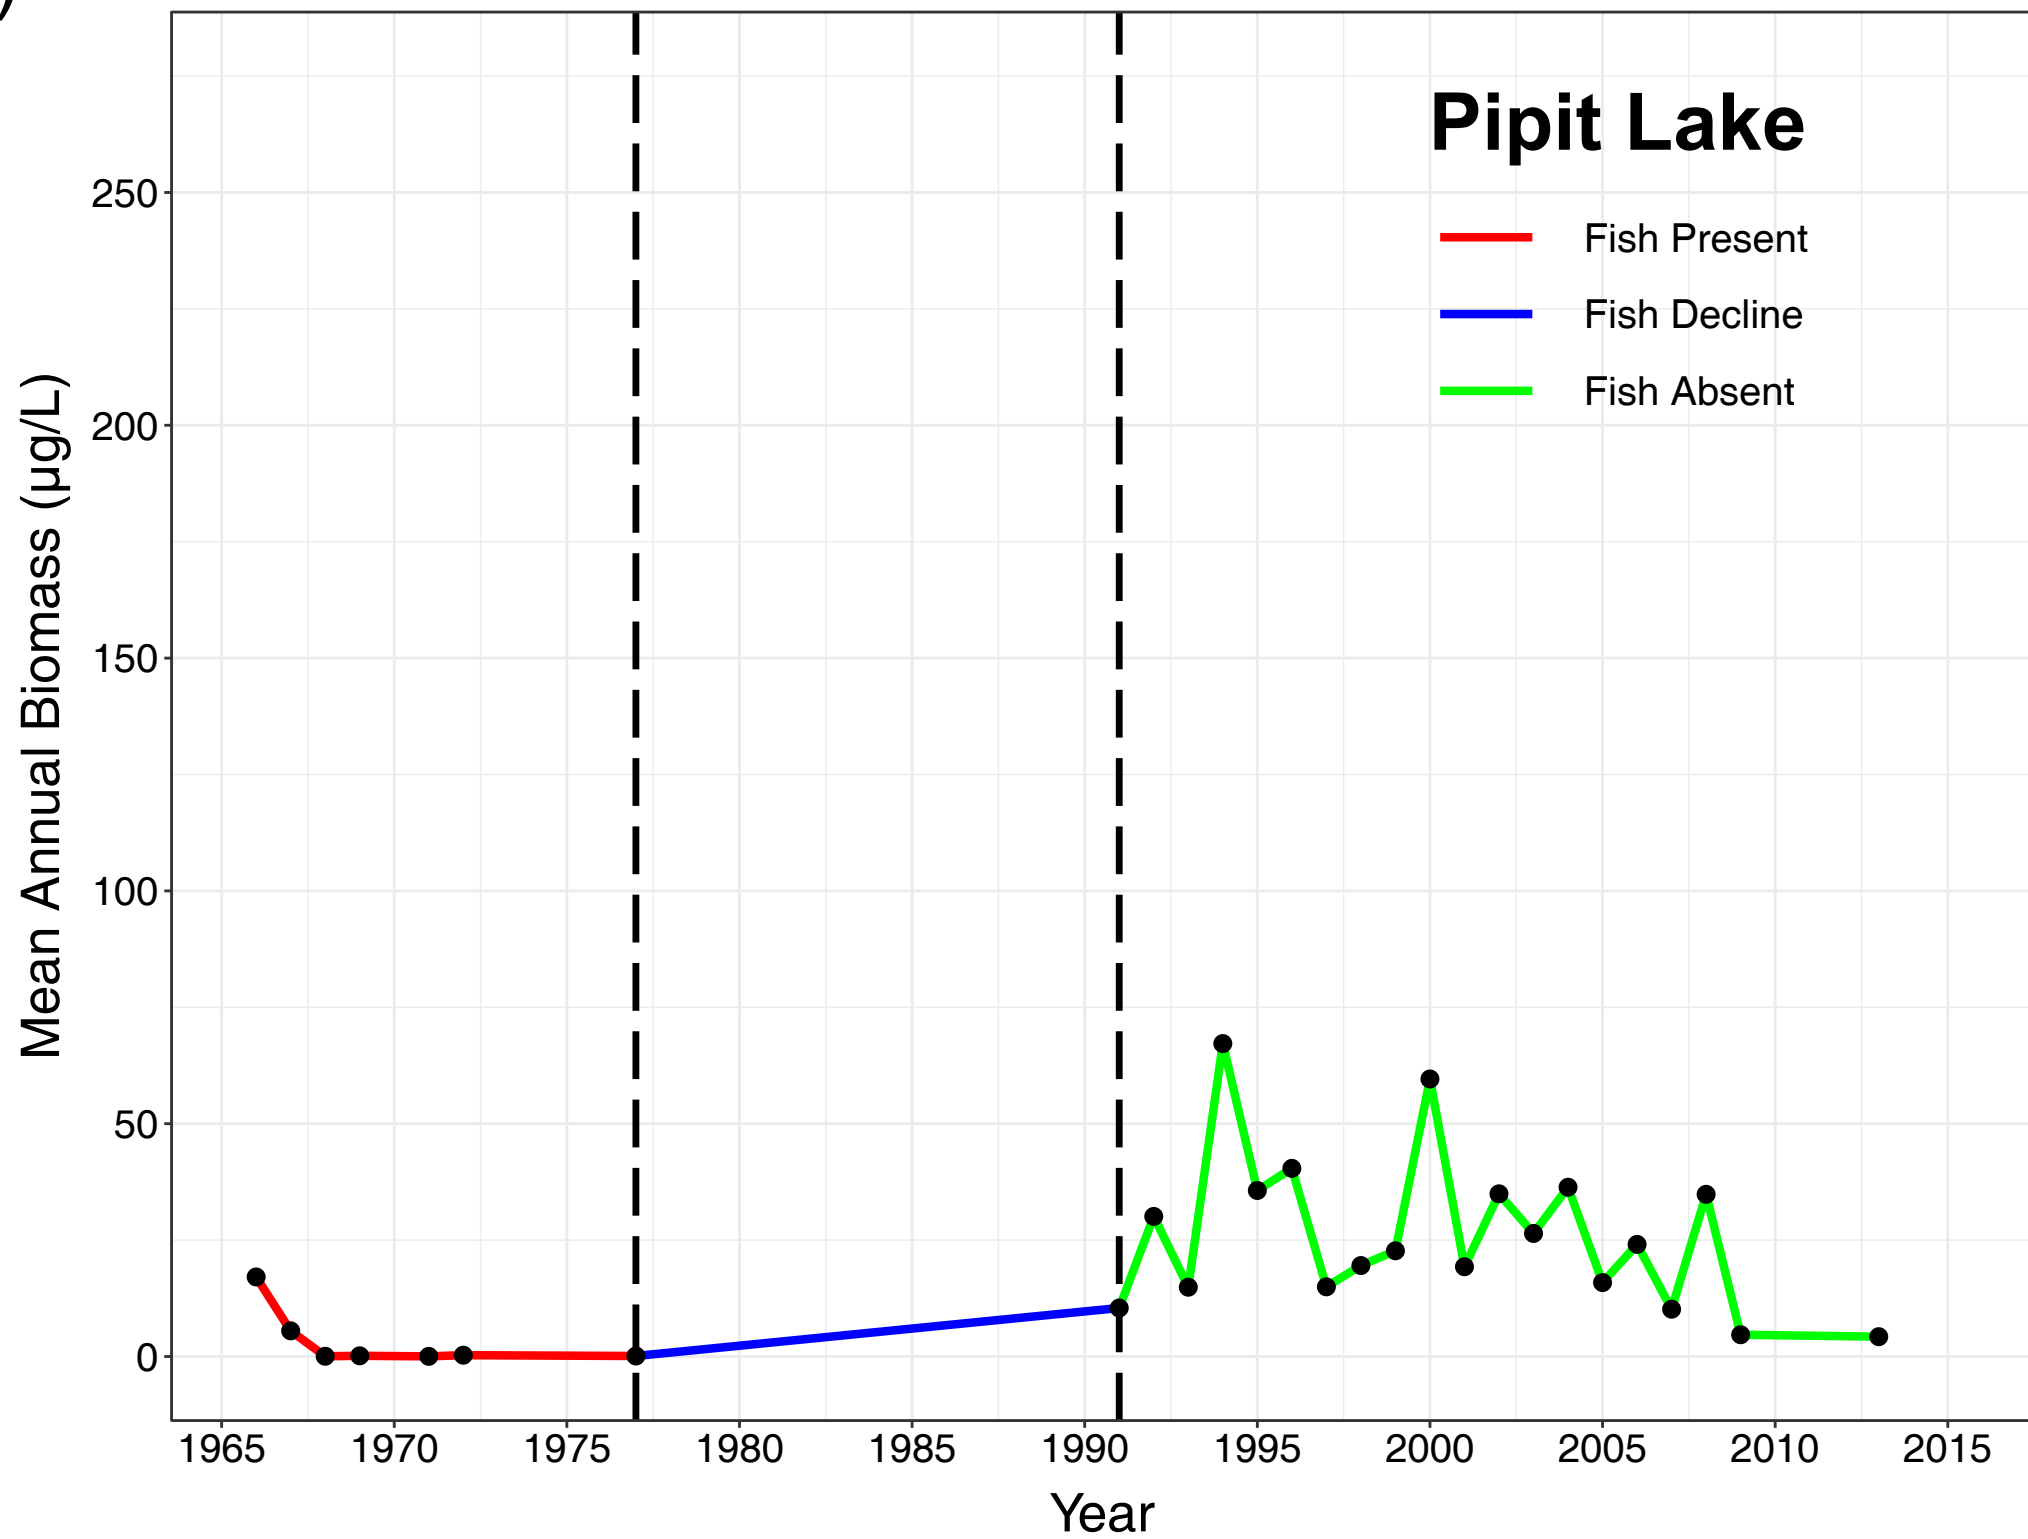 )
Pipit Lake
Fish Present
Fish Decline
Fish Absent
Mean Annual Biomass (µg/L)
250
200
150
100
50
0
1965 1970 1975 1980 1985 1990 1995 2000 2005 2010 2015
Year